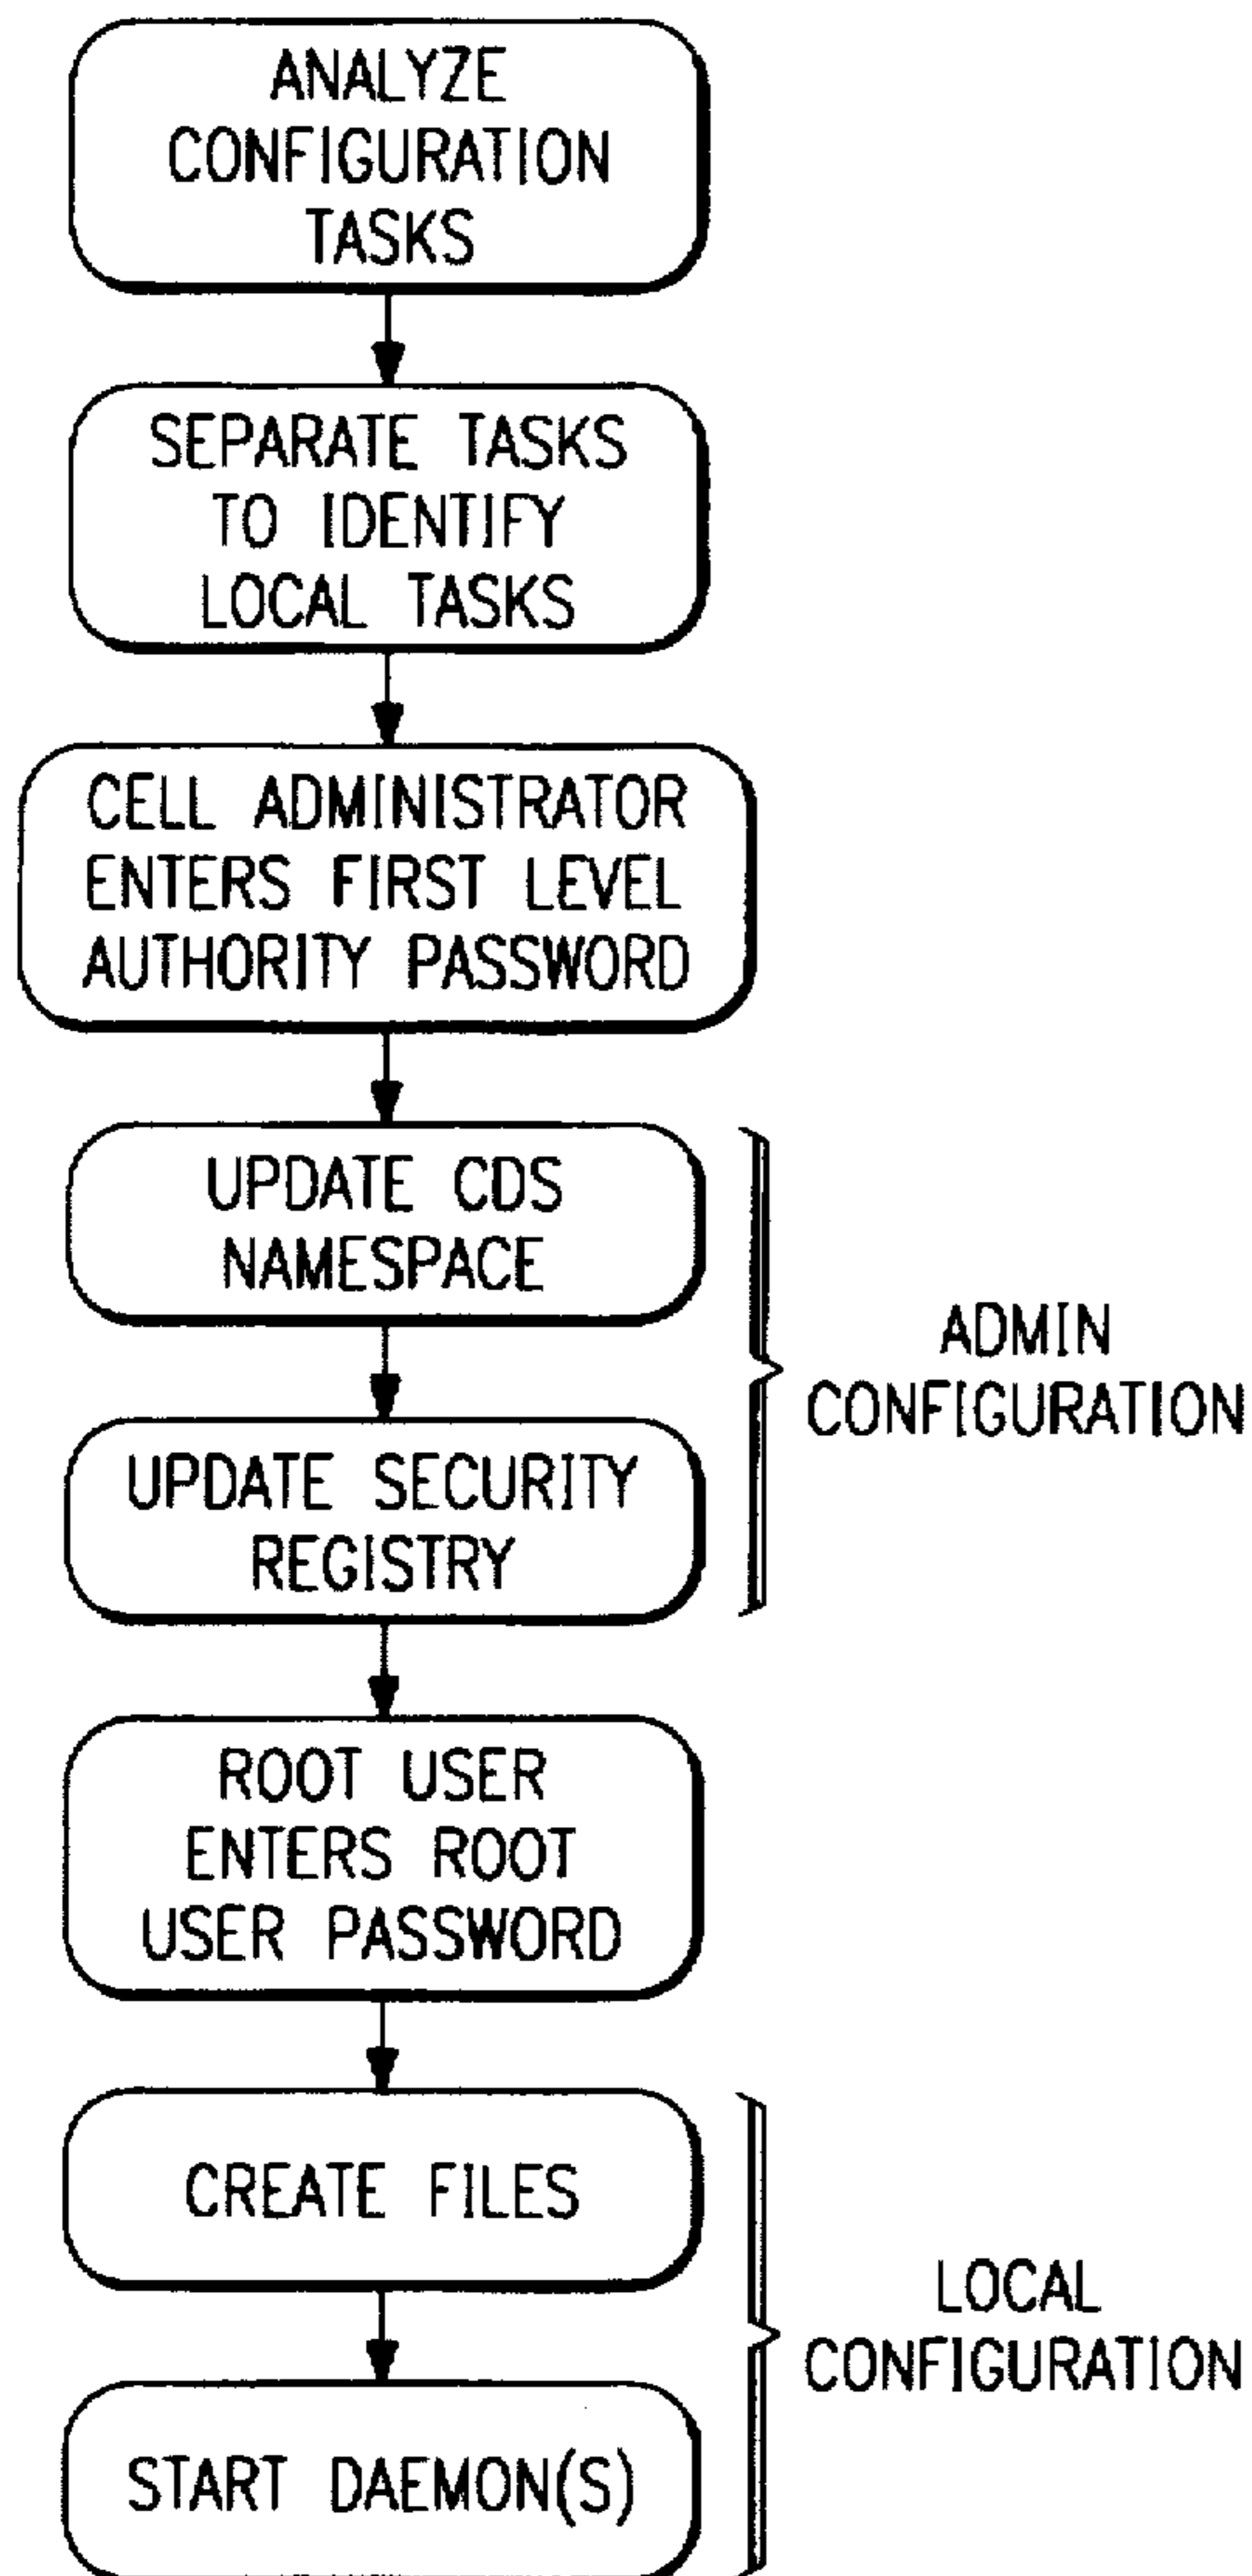 ANALYZE
CONFIGURATION
TASKS
SEPARATE TASKS
TO IDENTIFY
LOCAL TASKS
CELL ADMINISTRATOR
ENTERS FIRST LEVEL
AUTHORITY PASSWORD
UPDATE CDS
NAMESPACE
UPDATE SECURITY
REGISTRY
ADMIN
CONFIGURATION
ROOT USER
ENTERS ROOT
USER PASSWORD
CREATE FILES
START DAEMON(S)
LOCAL
CONFIGURATION